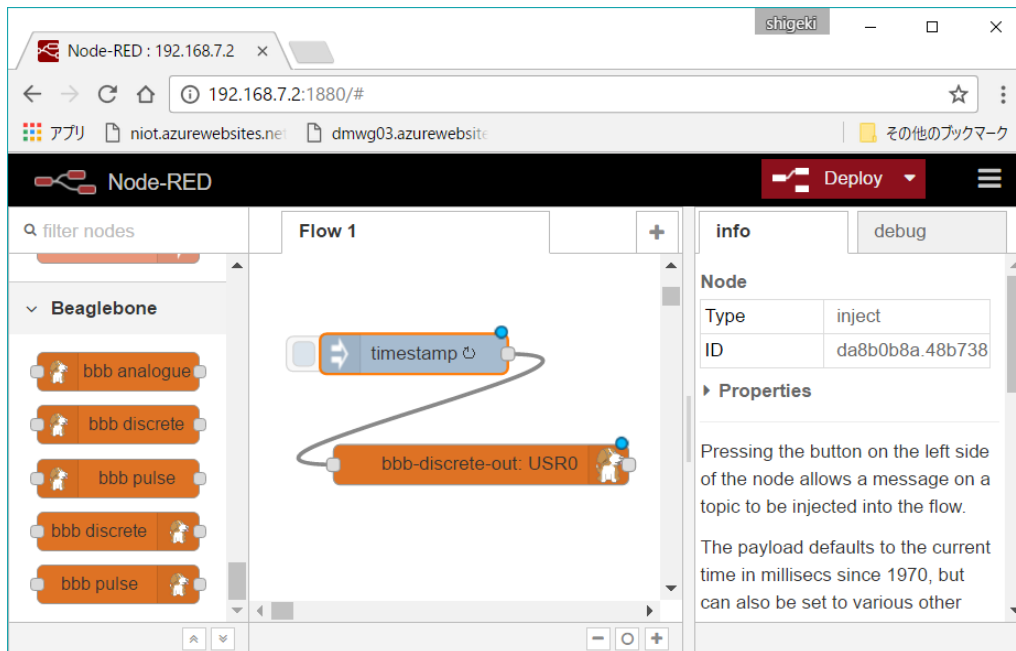 shigeki
Node-RED : 192.168.7.2
192.168.7.2:1880/#
アプリ niot.azurewebsites.net dmwg03.azurewebsite
その他のブックマーク
Node-RED
Deploy
filter nodes
Flow 1
info
debug
Beaglebone
bbb analogue
bbb discrete
bbb pulse
bbb discrete
bbb pulse
timestamp ↻
bbb-discrete-out: USR0
Node
Type inject
ID da8b0b8a.48b738
Properties
Pressing the button on the left side
of the node allows a message on a
topic to be injected into the flow.
The payload defaults to the current
time in millisecs since 1970, but
can also be set to various other